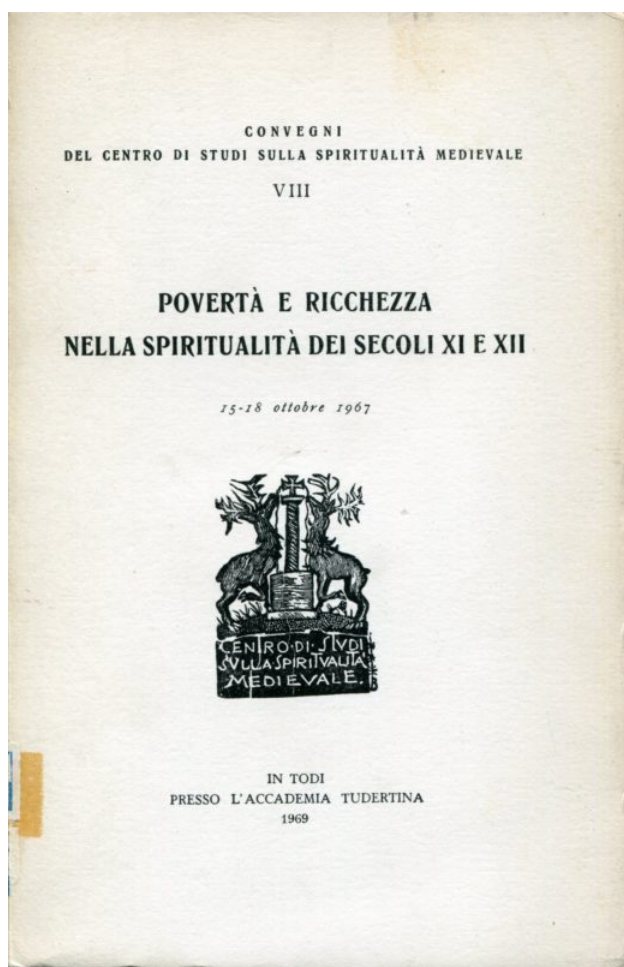 CONVEGNI
DEL CENTRO DI STUDI SULLA SPIRITUALITÀ MEDIEVALE
VIII
POVERTÀ E RICCHEZZA
NELLA SPIRITUALITÀ DEI SECOLI XI E XII
15-18 ottobre 1967
CENTRO·DI·STVDI
SVLLA·SPIRITVALITÀ
MEDIEVALE.
IN TODI
PRESSO L'ACCADEMIA TUDERTINA
1969